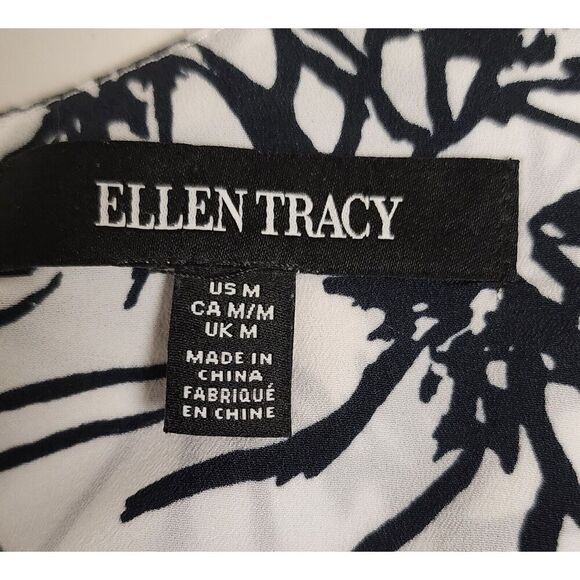 ELLEN TRACY
US M
CA M/M
UK M
MADE IN
CHINA
FABRIQUÉ
EN CHINE